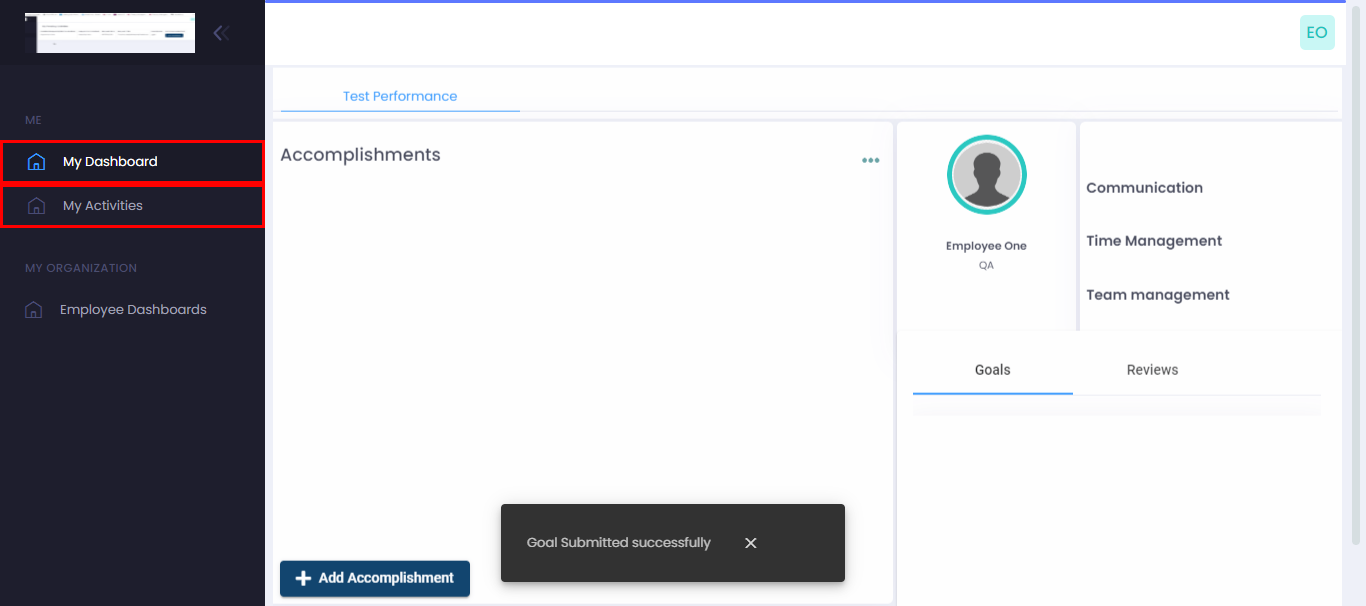 EO
ME
My Dashboard
My Activities
MY ORGANIZATION
Employee Dashboards
Test Performance
Accomplishments
Employee One
QA
Communication
Time Management
Team management
Goals
Reviews
Goal Submitted successfully
Add Accomplishment